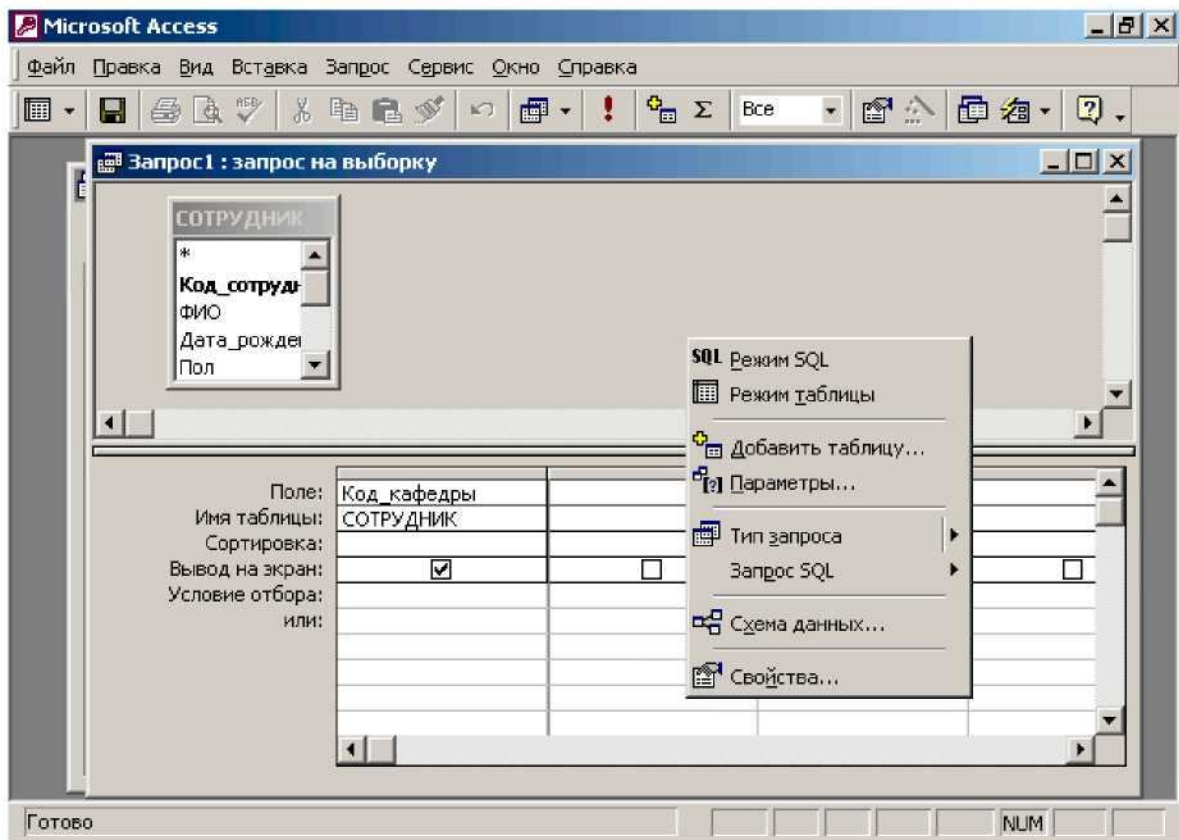 Microsoft Access
Файл Правка Вид Вставка Запрос Сервис Окно Справка
Все
Запрос1 : запрос на выборку
СОТРУДНИК
*
Код_сотрудн
ФИО
Дата_рожде
Пол
SQL Режим SQL
Режим таблицы
Добавить таблицу...
Параметры...
Тип запроса
Запрос SQL
Схема данных...
Свойства...
Поле: Код_кафедры
Имя таблицы: СОТРУДНИК
Сортировка:
Вывод на экран:
Условие отбора:
или:
Готово
NUM